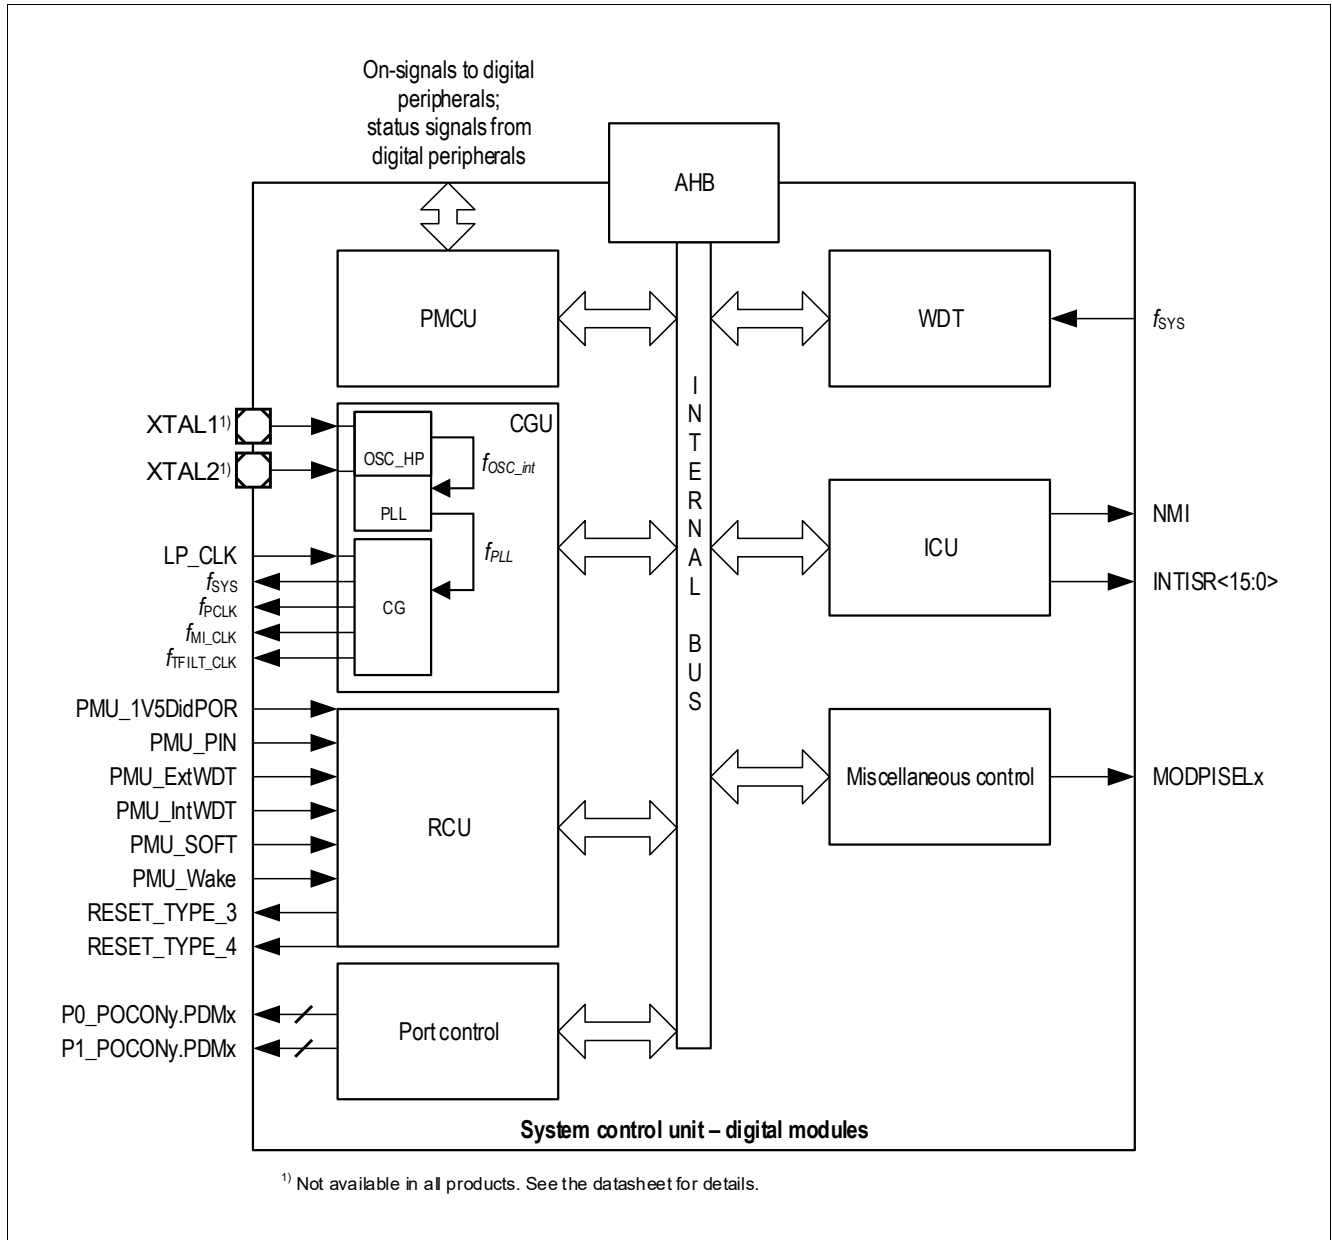 On-signals to digital
peripherals;
status signals from
digital peripherals
AHB
PMCU
WDT
fSYS
INTERNAL BUS
XTAL1¹⁾
XTAL2¹⁾
CGU
OSC_HP
fOSC_int
PLL
fPLL
CG
LP_CLK
fSYS
fPCLK
fMI_CLK
fTFILT_CLK
ICU
NMI
INTISR<15:0>
PMU_1V5DidPOR
PMU_PIN
PMU_ExtWDT
PMU_IntWDT
PMU_SOFT
PMU_Wake
RESET_TYPE_3
RESET_TYPE_4
RCU
Miscellaneous control
MODPISELx
P0_POCONy.PDMx
P1_POCONy.PDMx
Port control
System control unit – digital modules
¹⁾ Not available in all products. See the datasheet for details.